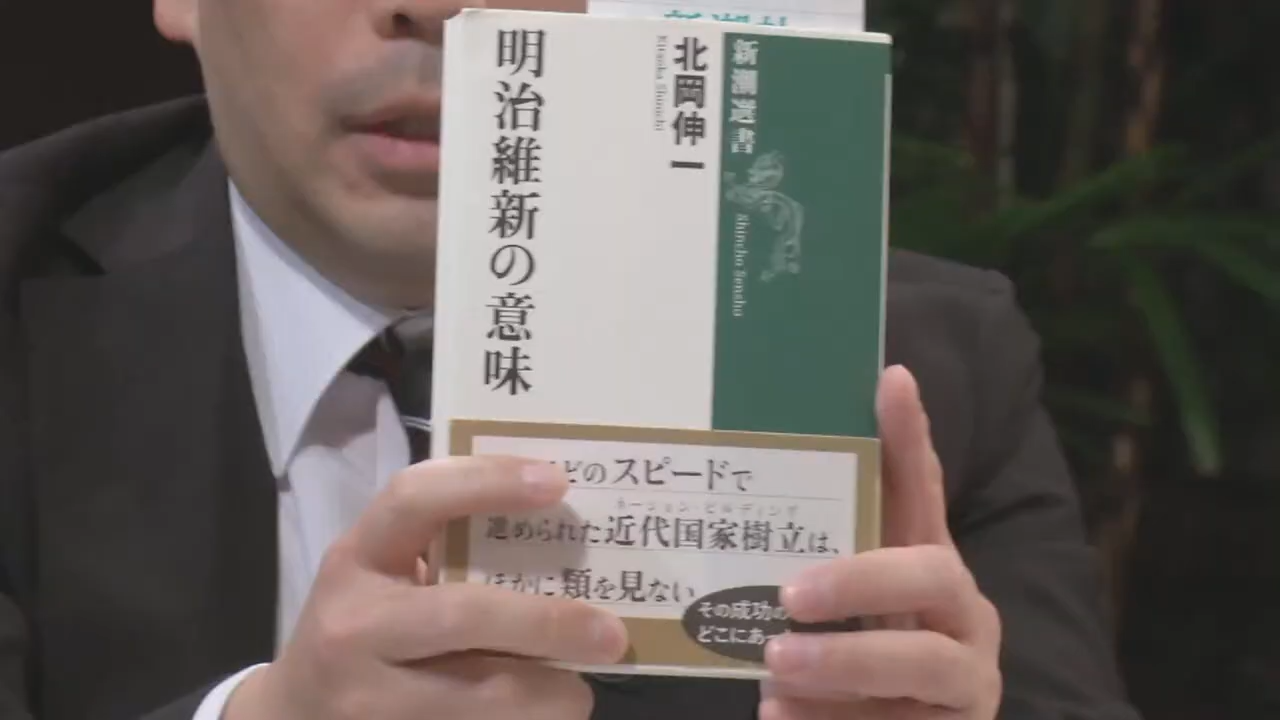 新潮選書
Shincho Sensho
北岡伸一
Kitaoka Shinichi
明治維新の意味
どのスピードで
ネーション・ビルディング
進められた近代国家樹立は、
ほかに類を見ない
その成功の
どこにあっ